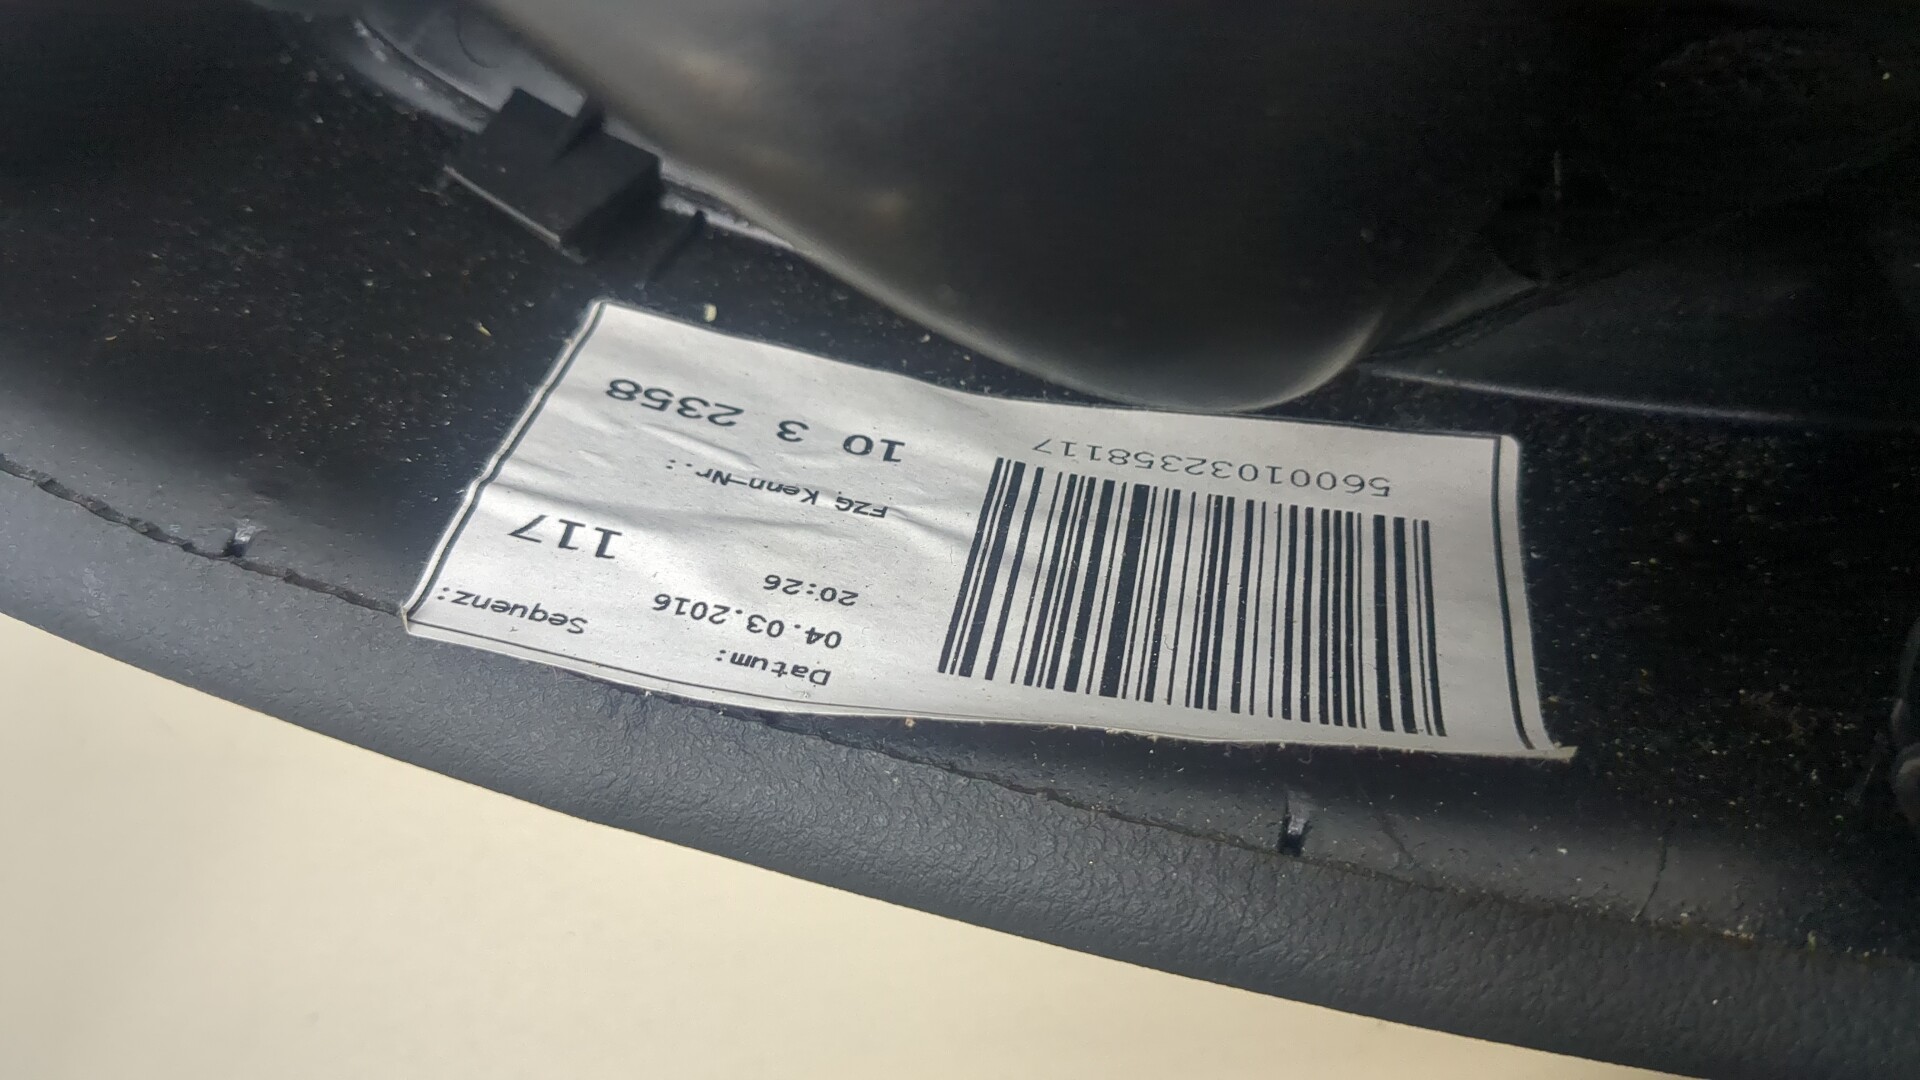 Datum:
04.03.2016
20:26
Sequenz:
117
FZG Kenn-Nr.:
10 3 2358
56001032358117